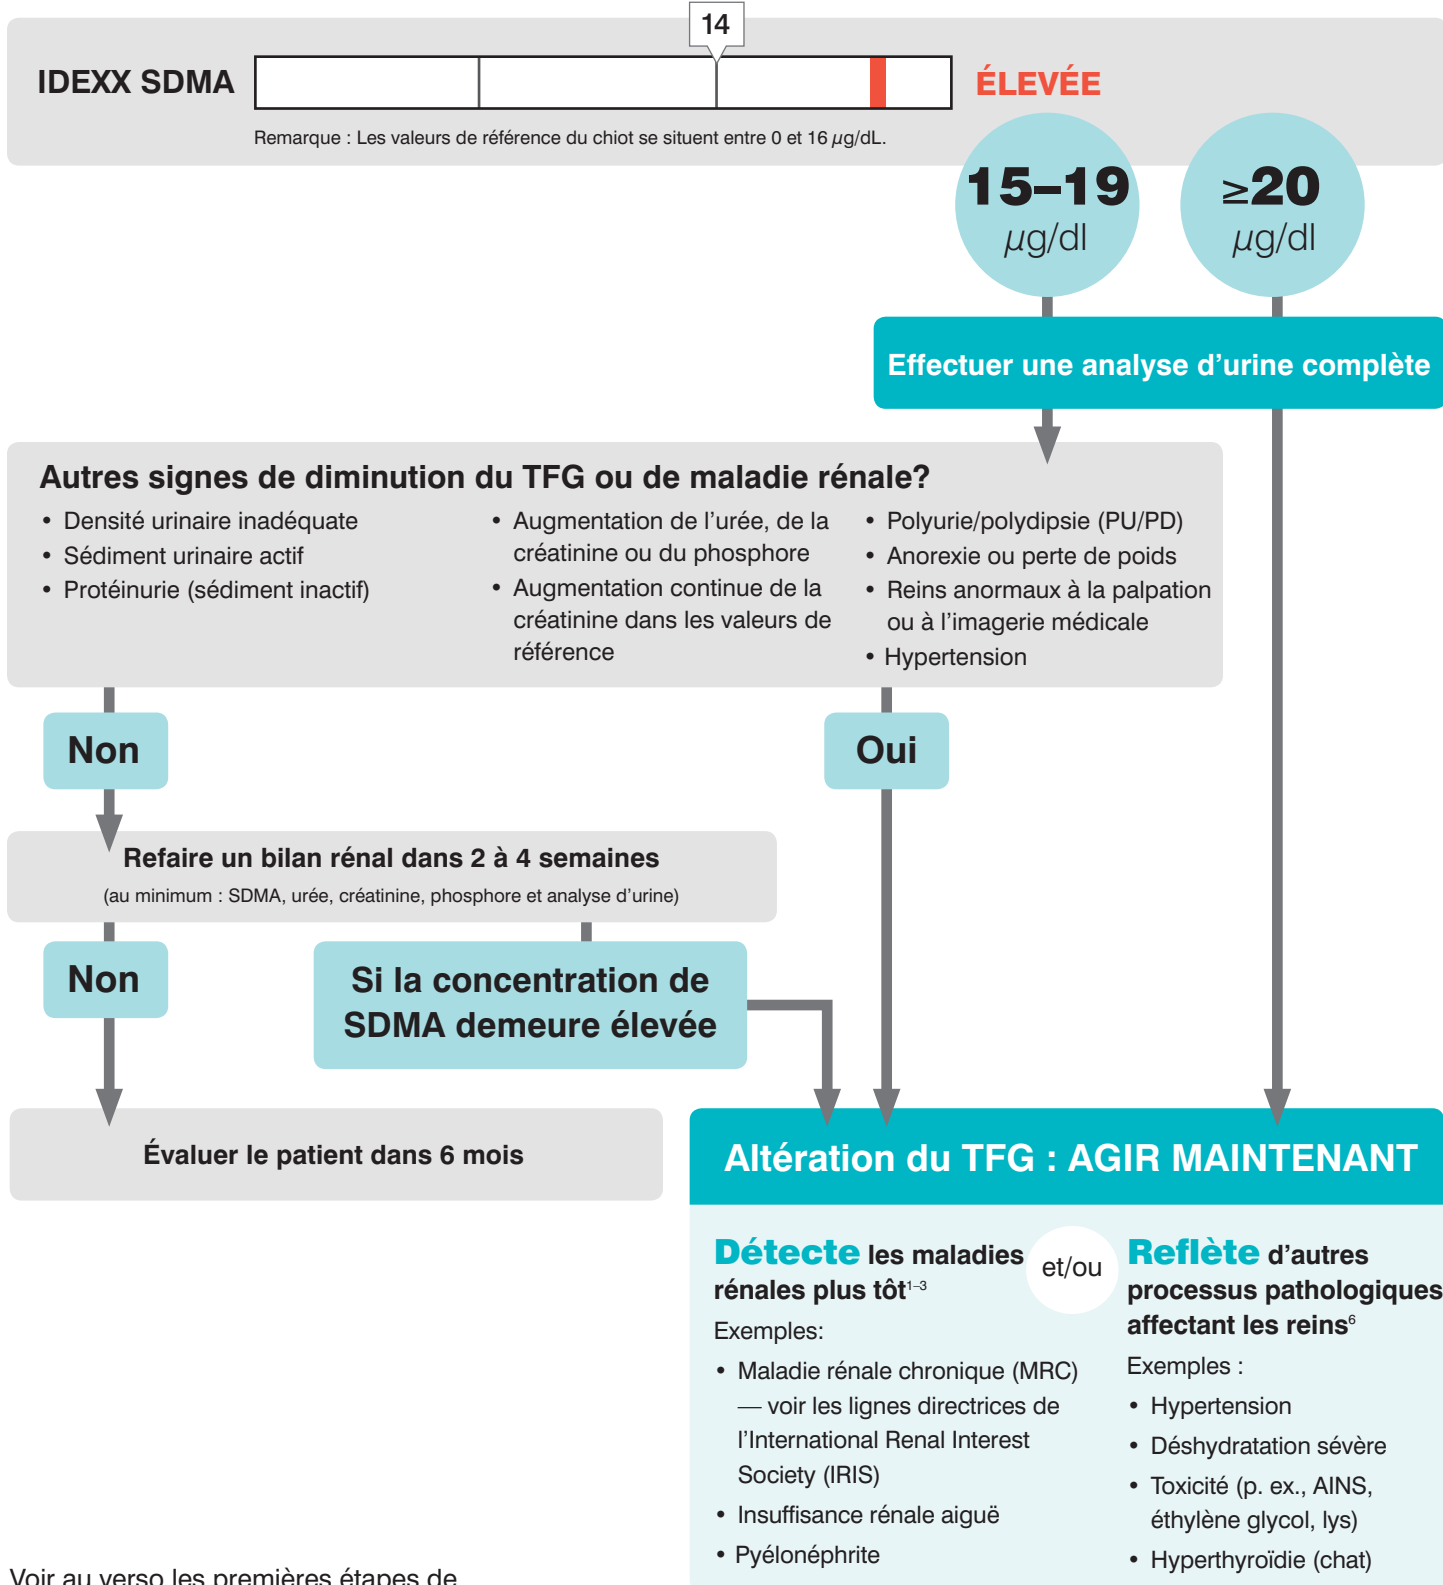 14
IDEXX SDMA
ÉLEVÉE
Remarque : Les valeurs de référence du chiot se situent entre 0 et 16 µg/dL.
15–19
µg/dl
≥20
µg/dl
Effectuer une analyse d’urine complète
Autres signes de diminution du TFG ou de maladie rénale?
• Densité urinaire inadéquate
• Sédiment urinaire actif
• Protéinurie (sédiment inactif)
• Augmentation de l’urée, de la
créatinine ou du phosphore
• Augmentation continue de la
créatinine dans les valeurs de
référence
• Polyurie/polydipsie (PU/PD)
• Anorexie ou perte de poids
• Reins anormaux à la palpation
ou à l’imagerie médicale
• Hypertension
Non
Oui
Refaire un bilan rénal dans 2 à 4 semaines
(au minimum : SDMA, urée, créatinine, phosphore et analyse d’urine)
Non
Si la concentration de
SDMA demeure élevée
Évaluer le patient dans 6 mois
Altération du TFG : AGIR MAINTENANT
Détecte les maladies
rénales plus tôt1–3
Exemples:
• Maladie rénale chronique (MRC)
— voir les lignes directrices de
l’International Renal Interest
Society (IRIS)
• Insuffisance rénale aiguë
• Pyélonéphrite
et/ou
Reflète d’autres
processus pathologiques
affectant les reins6
Exemples :
• Hypertension
• Déshydratation sévère
• Toxicité (p. ex., AINS,
éthylène glycol, lys)
• Hyperthyroïdie (chat)
Voir au verso les premières étapes de